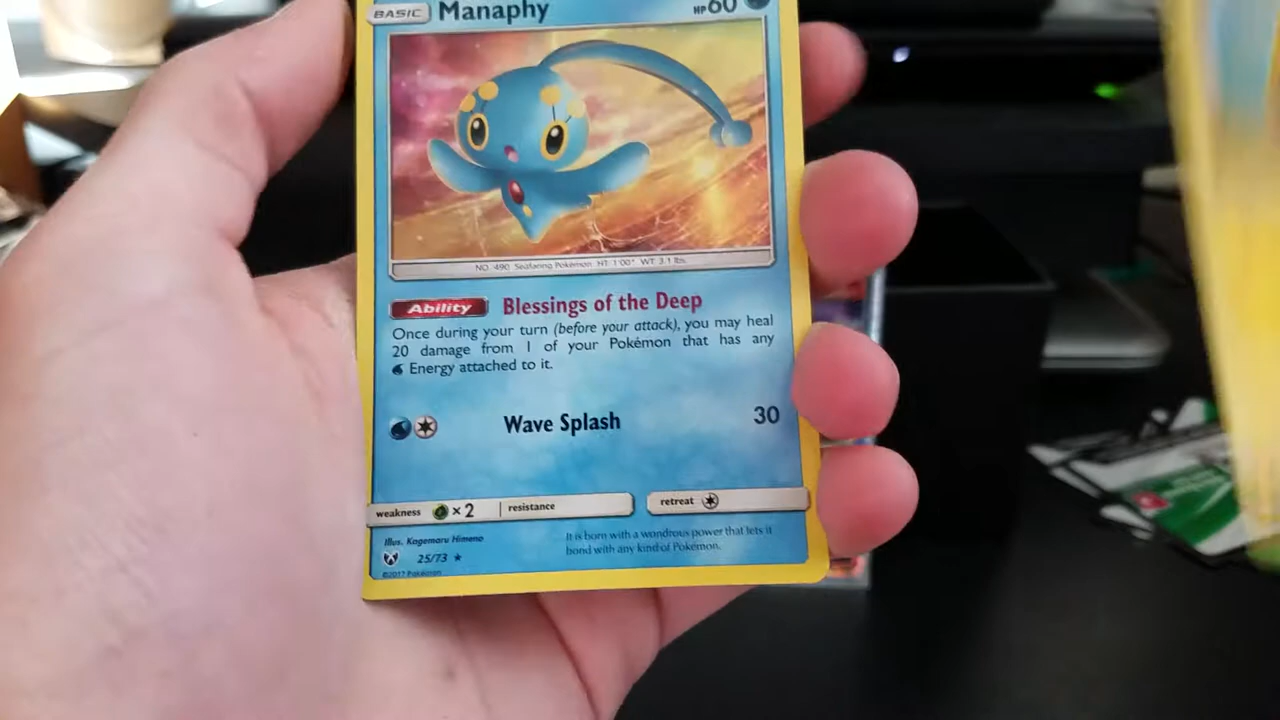 BASIC Manaphy HP60
NO. 490 Seafaring Pokémon HT: 1'00" WT: 3.1 lbs.
Ability Blessings of the Deep
Once during your turn (before your attack), you may heal
20 damage from 1 of your Pokémon that has any
Energy attached to it.
Wave Splash 30
weakness ×2 resistance retreat
Illus. Kagemaru Himeno
25/73
©2017 Pokémon
It is born with a wondrous power that lets it
bond with any kind of Pokémon.